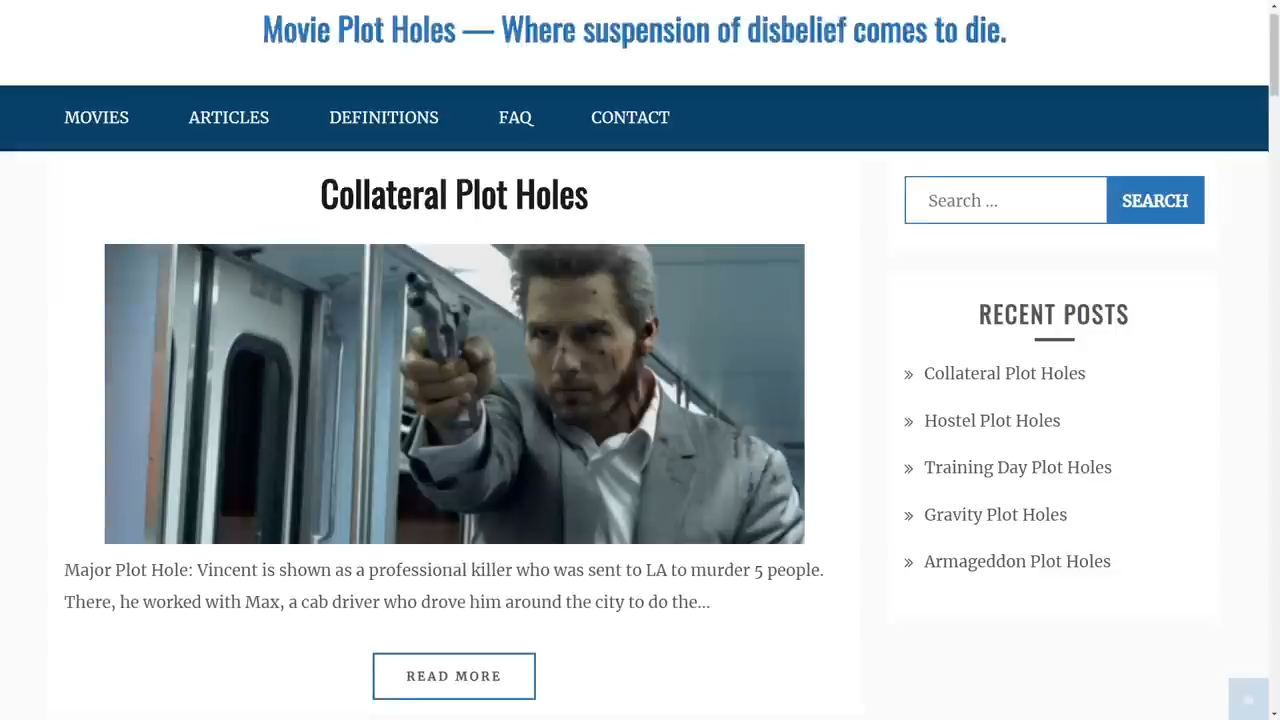 Movie Plot Holes — Where suspension of disbelief comes to die.
MOVIES ARTICLES DEFINITIONS FAQ CONTACT
Collateral Plot Holes
Major Plot Hole: Vincent is shown as a professional killer who was sent to LA to murder 5 people.
There, he worked with Max, a cab driver who drove him around the city to do the...
READ MORE
Search ...
SEARCH
RECENT POSTS
» Collateral Plot Holes
» Hostel Plot Holes
» Training Day Plot Holes
» Gravity Plot Holes
» Armageddon Plot Holes